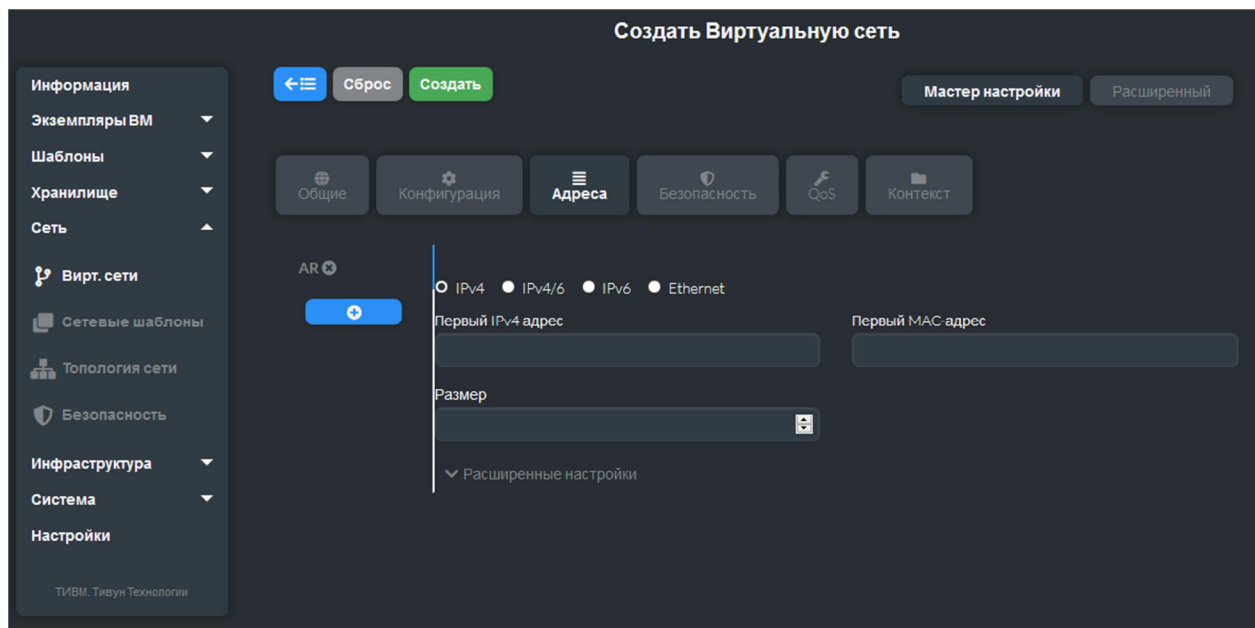 Создать Виртуальную сеть
Информация
Экземпляры ВМ
Шаблоны
Хранилище
Сеть
Вирт. сети
Сетевые шаблоны
Топология сети
Безопасность
Инфраструктура
Система
Настройки
ТИВМ. Тивун Технологии
Сброс Создать
Мастер настройки Расширенный
Общие Конфигурация Адреса Безопасность QoS Контекст
AR
IPv4 IPv4/6 IPv6 Ethernet
Первый IPv4 адрес Первый MAC-адрес
Размер
Расширенные настройки